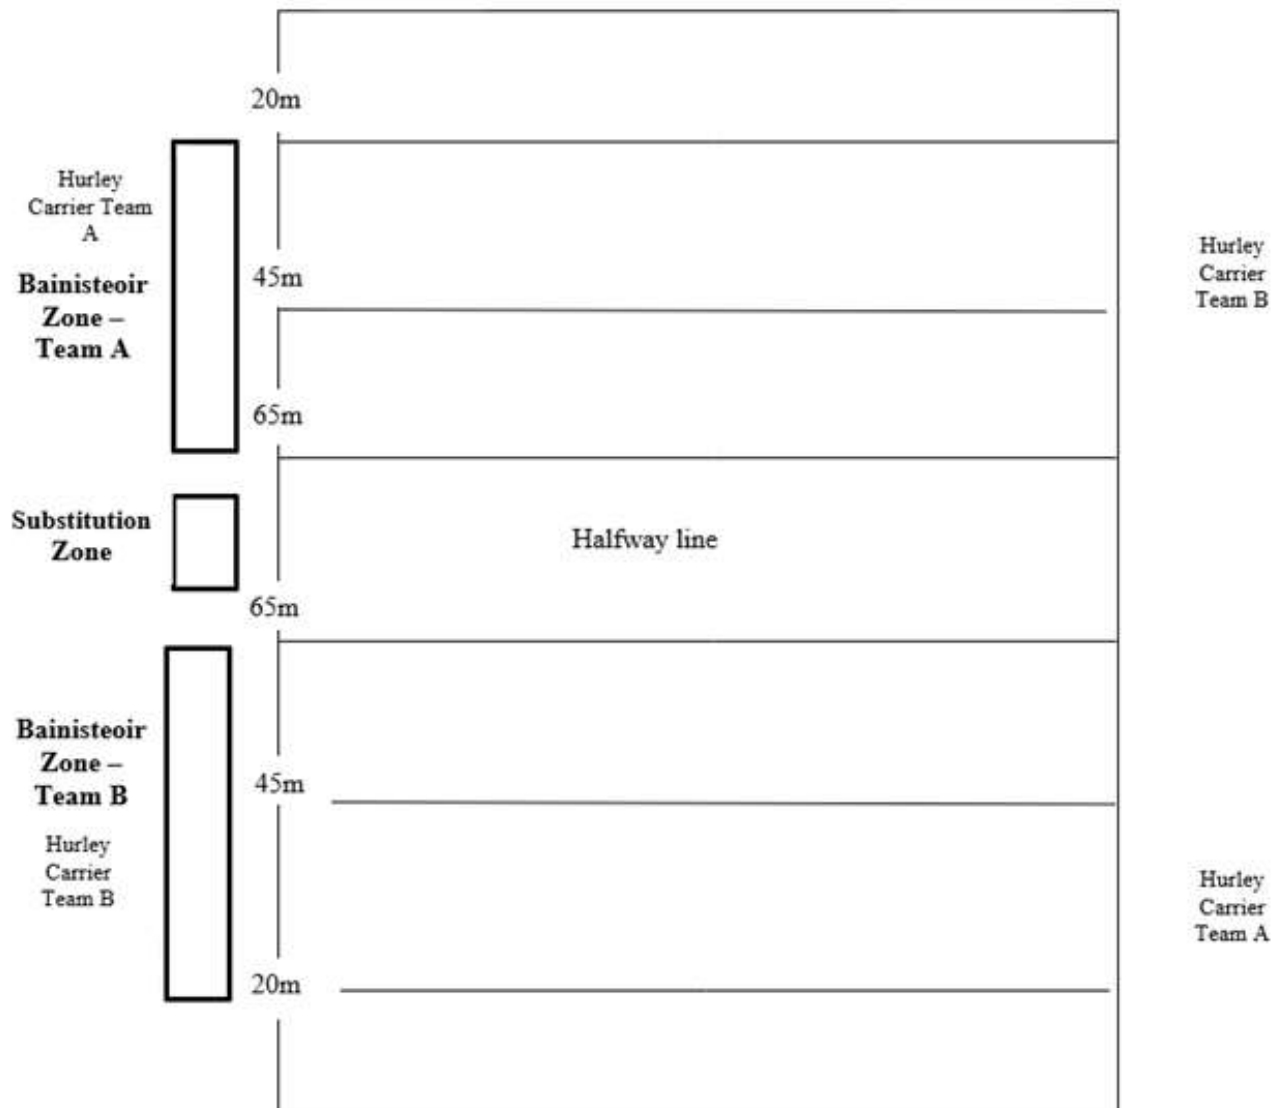 20m
Hurley
Carrier Team
A
Bainisteoir
Zone –
Team A
45m
Hurley
Carrier
Team B
65m
Substitution
Zone
Halfway line
65m
Bainisteoir
Zone –
Team B
45m
Hurley
Carrier
Team B
Hurley
Carrier
Team A
20m